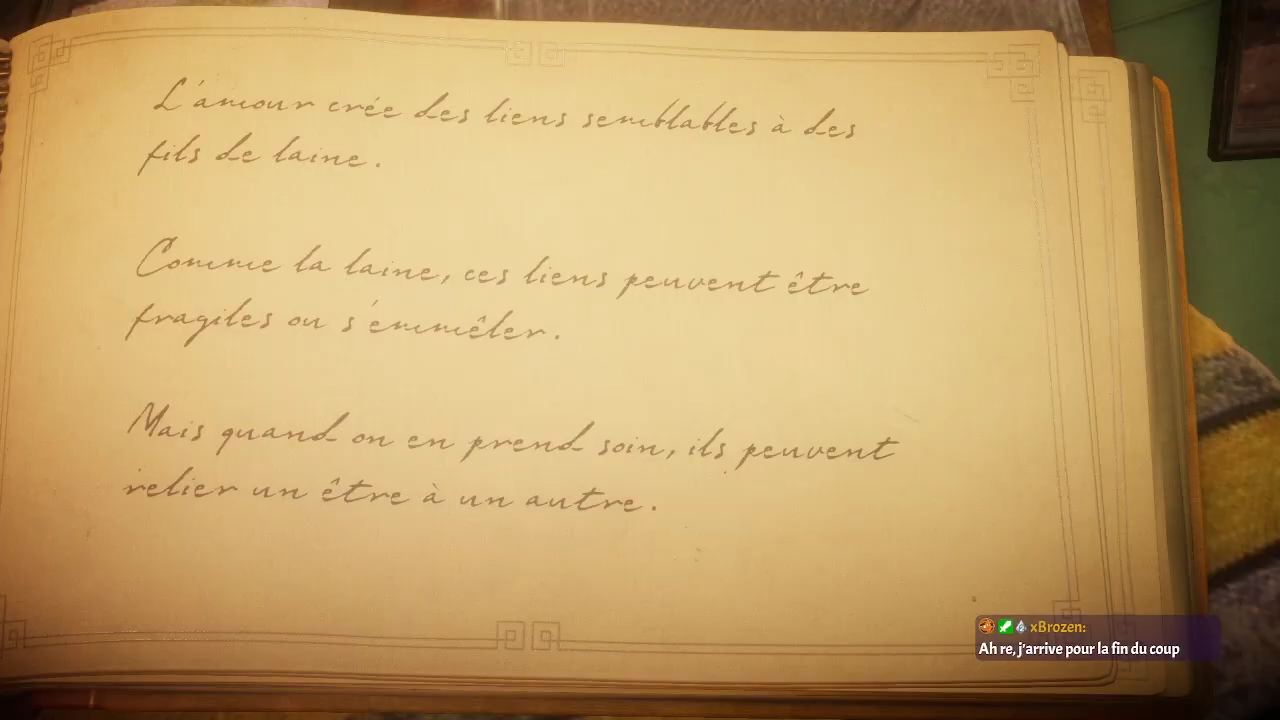 L'amour crée des liens semblables à des
fils de laine.
Comme la laine, ces liens peuvent être
fragiles ou s'emmêler.
Mais quand on en prend soin, ils peuvent
relier un être à un autre.
xBrozen:
Ah re, j'arrive pour la fin du coup